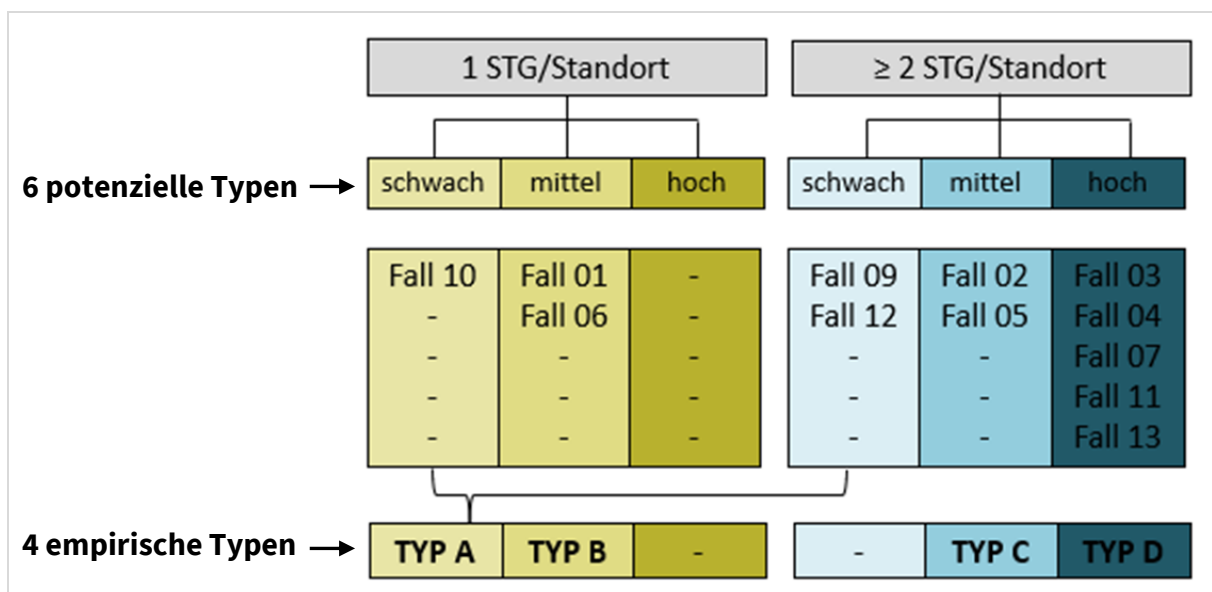 1 STG/Standort ≥ 2 STG/Standort
6 potenzielle Typen schwach mittel hoch schwach mittel hoch
Fall 10 Fall 01 - Fall 09 Fall 02 Fall 03
- Fall 06 - Fall 12 Fall 05 Fall 04
- - - - - Fall 07
- - - - - Fall 11
- - - - - Fall 13
4 empirische Typen TYP A TYP B - - TYP C TYP D